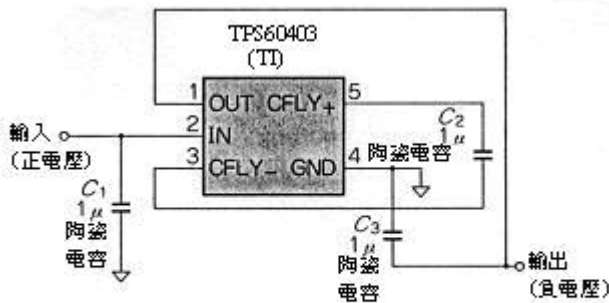 TPS60403
(TI)
1 OUT CFLY+ 5
2 IN
3 CFLY- GND 4
輸入
(正電壓)
C1
1μ
陶瓷
電容
C2
1μ
陶瓷電容
C3
1μ
陶瓷
電容
輸出
(負電壓)